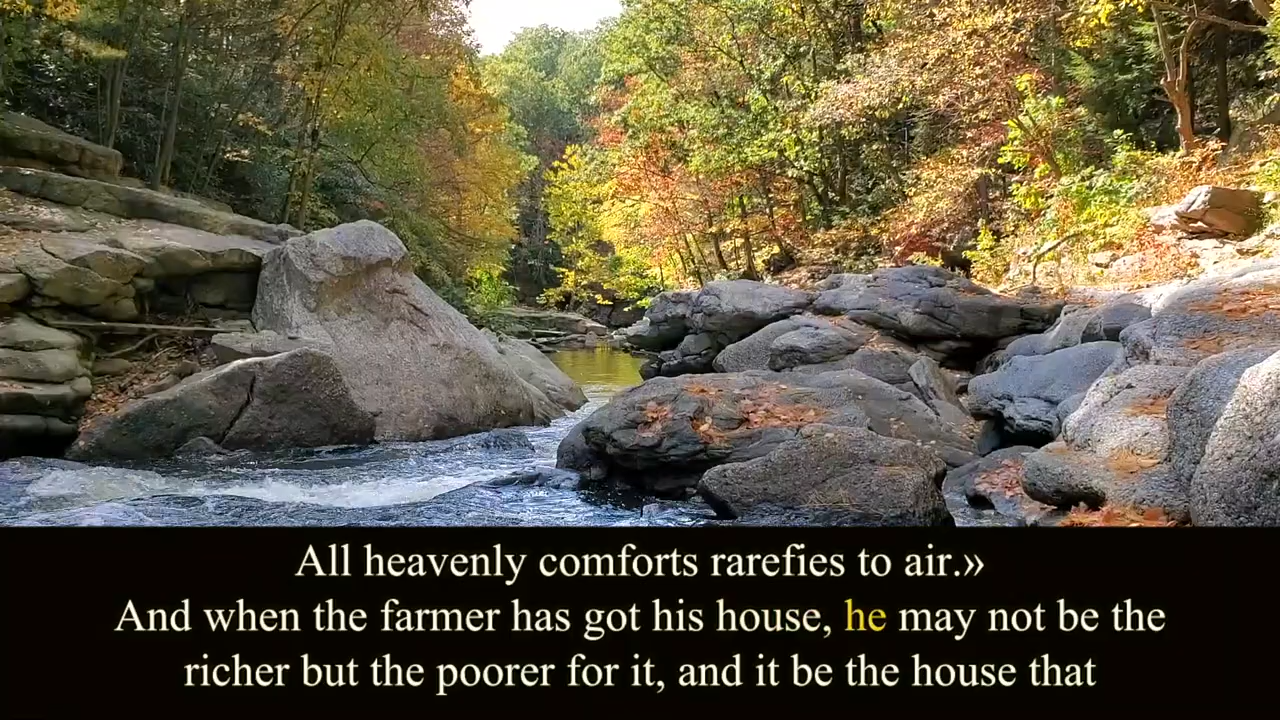 All heavenly comforts rarefies to air.»
And when the farmer has got his house, he may not be the
richer but the poorer for it, and it be the house that